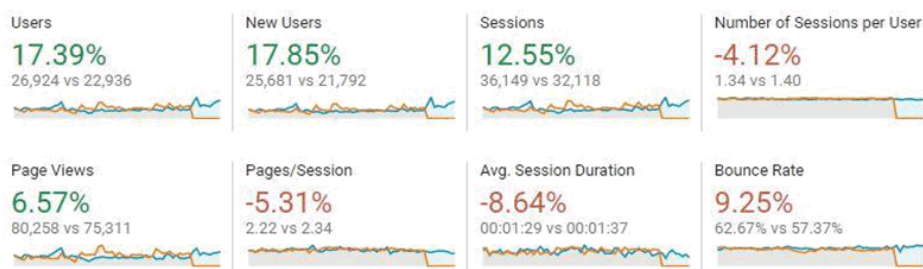 Users
17.39%
26,924 vs 22,936
New Users
17.85%
25,681 vs 21,792
Sessions
12.55%
36,149 vs 32,118
Number of Sessions per User
-4.12%
1.34 vs 1.40
Page Views
6.57%
80,258 vs 75,311
Pages/Session
-5.31%
2.22 vs 2.34
Avg. Session Duration
-8.64%
00:01:29 vs 00:01:37
Bounce Rate
9.25%
62.67% vs 57.37%